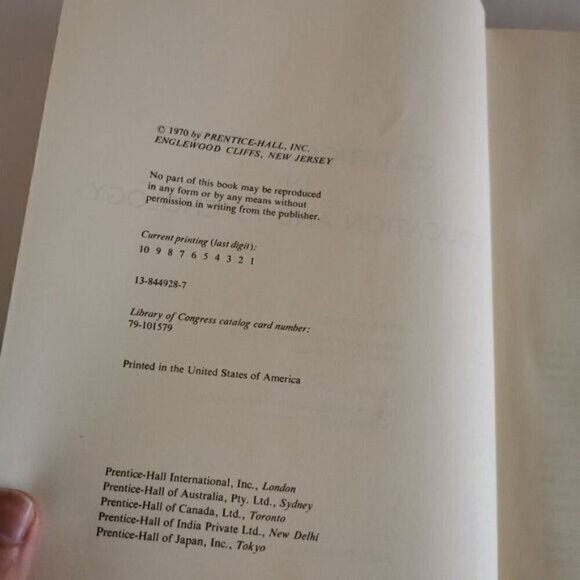 © 1970 by PRENTICE-HALL, INC.
ENGLEWOOD CLIFFS, NEW JERSEY
No part of this book may be reproduced
in any form or by any means without
permission in writing from the publisher.
Current printing (last digit):
10 9 8 7 6 5 4 3 2 1
13-844928-7
Library of Congress catalog card number:
79-101579
Printed in the United States of America
Prentice-Hall International, Inc., London
Prentice-Hall of Australia, Pty. Ltd., Sydney
Prentice-Hall of Canada, Ltd., Toronto
Prentice-Hall of India Private Ltd., New Delhi
Prentice-Hall of Japan, Inc., Tokyo